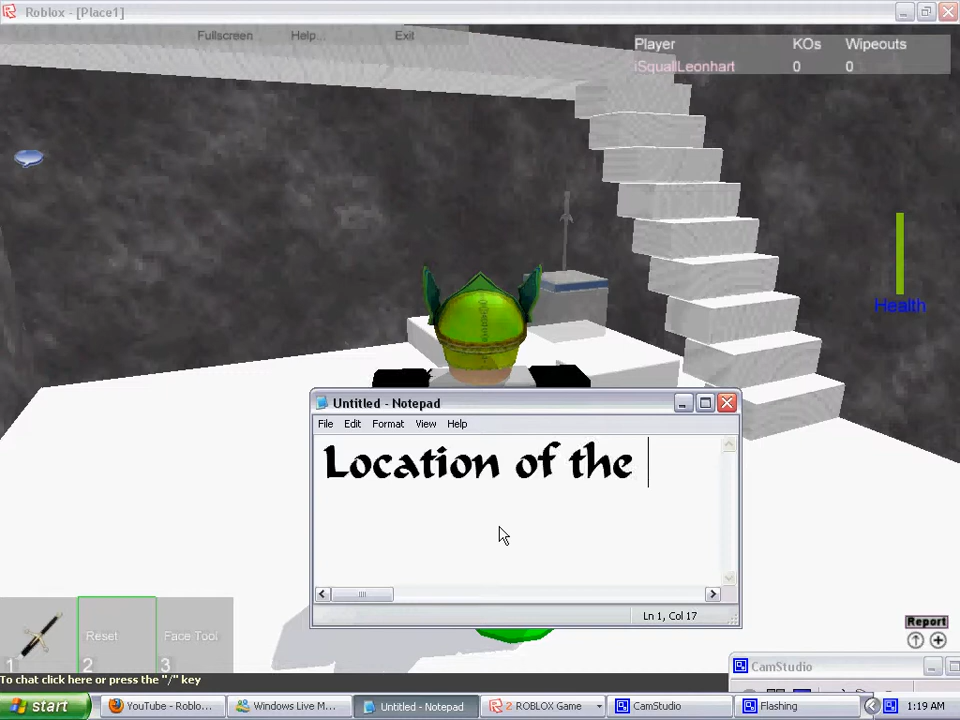 Roblox - [Place1]
Fullscreen Help... Exit
Player KOs Wipeouts
iSquallLeonhart 0 0
Health
Untitled - Notepad
File Edit Format View Help
Location of the
Ln 1, Col 17
1 Reset 2 Face Tool 3
To chat click here or press the "/" key
Report
CamStudio
start YouTube - Roblo... Windows Live M... Untitled - Notepad 2 ROBLOX Game CamStudio Flashing 1:19 AM